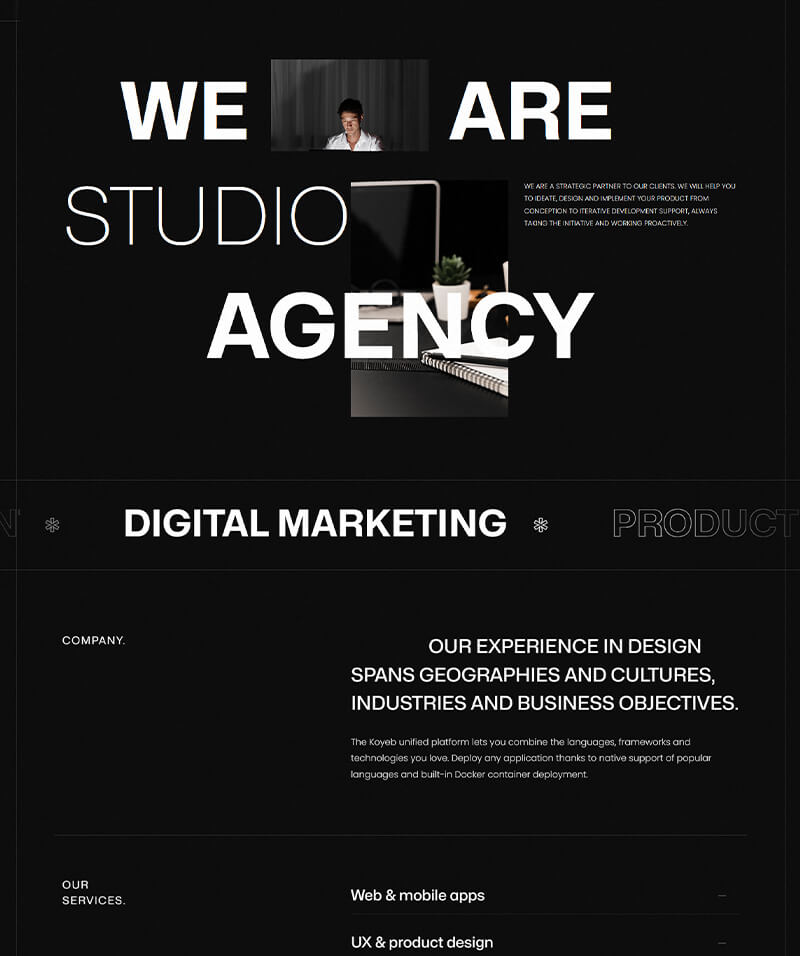 WE ARE
STUDIO
WE ARE A STRATEGIC PARTNER TO OUR CLIENTS. WE WILL HELP YOU
TO IDEATE, DESIGN AND IMPLEMENT YOUR PRODUCT FROM
CONCEPTION TO ITERATIVE DEVELOPMENT SUPPORT, ALWAYS
TAKING THE INITIATIVE AND WORKING PROACTIVELY.
AGENCY
DIGITAL MARKETING PRODUCT
COMPANY.
OUR EXPERIENCE IN DESIGN
SPANS GEOGRAPHIES AND CULTURES,
INDUSTRIES AND BUSINESS OBJECTIVES.
The Koyeb unified platform lets you combine the languages, frameworks and
technologies you love. Deploy any application thanks to native support of popular
languages and built-in Docker container deployment.
OUR
SERVICES.
Web & mobile apps
UX & product design